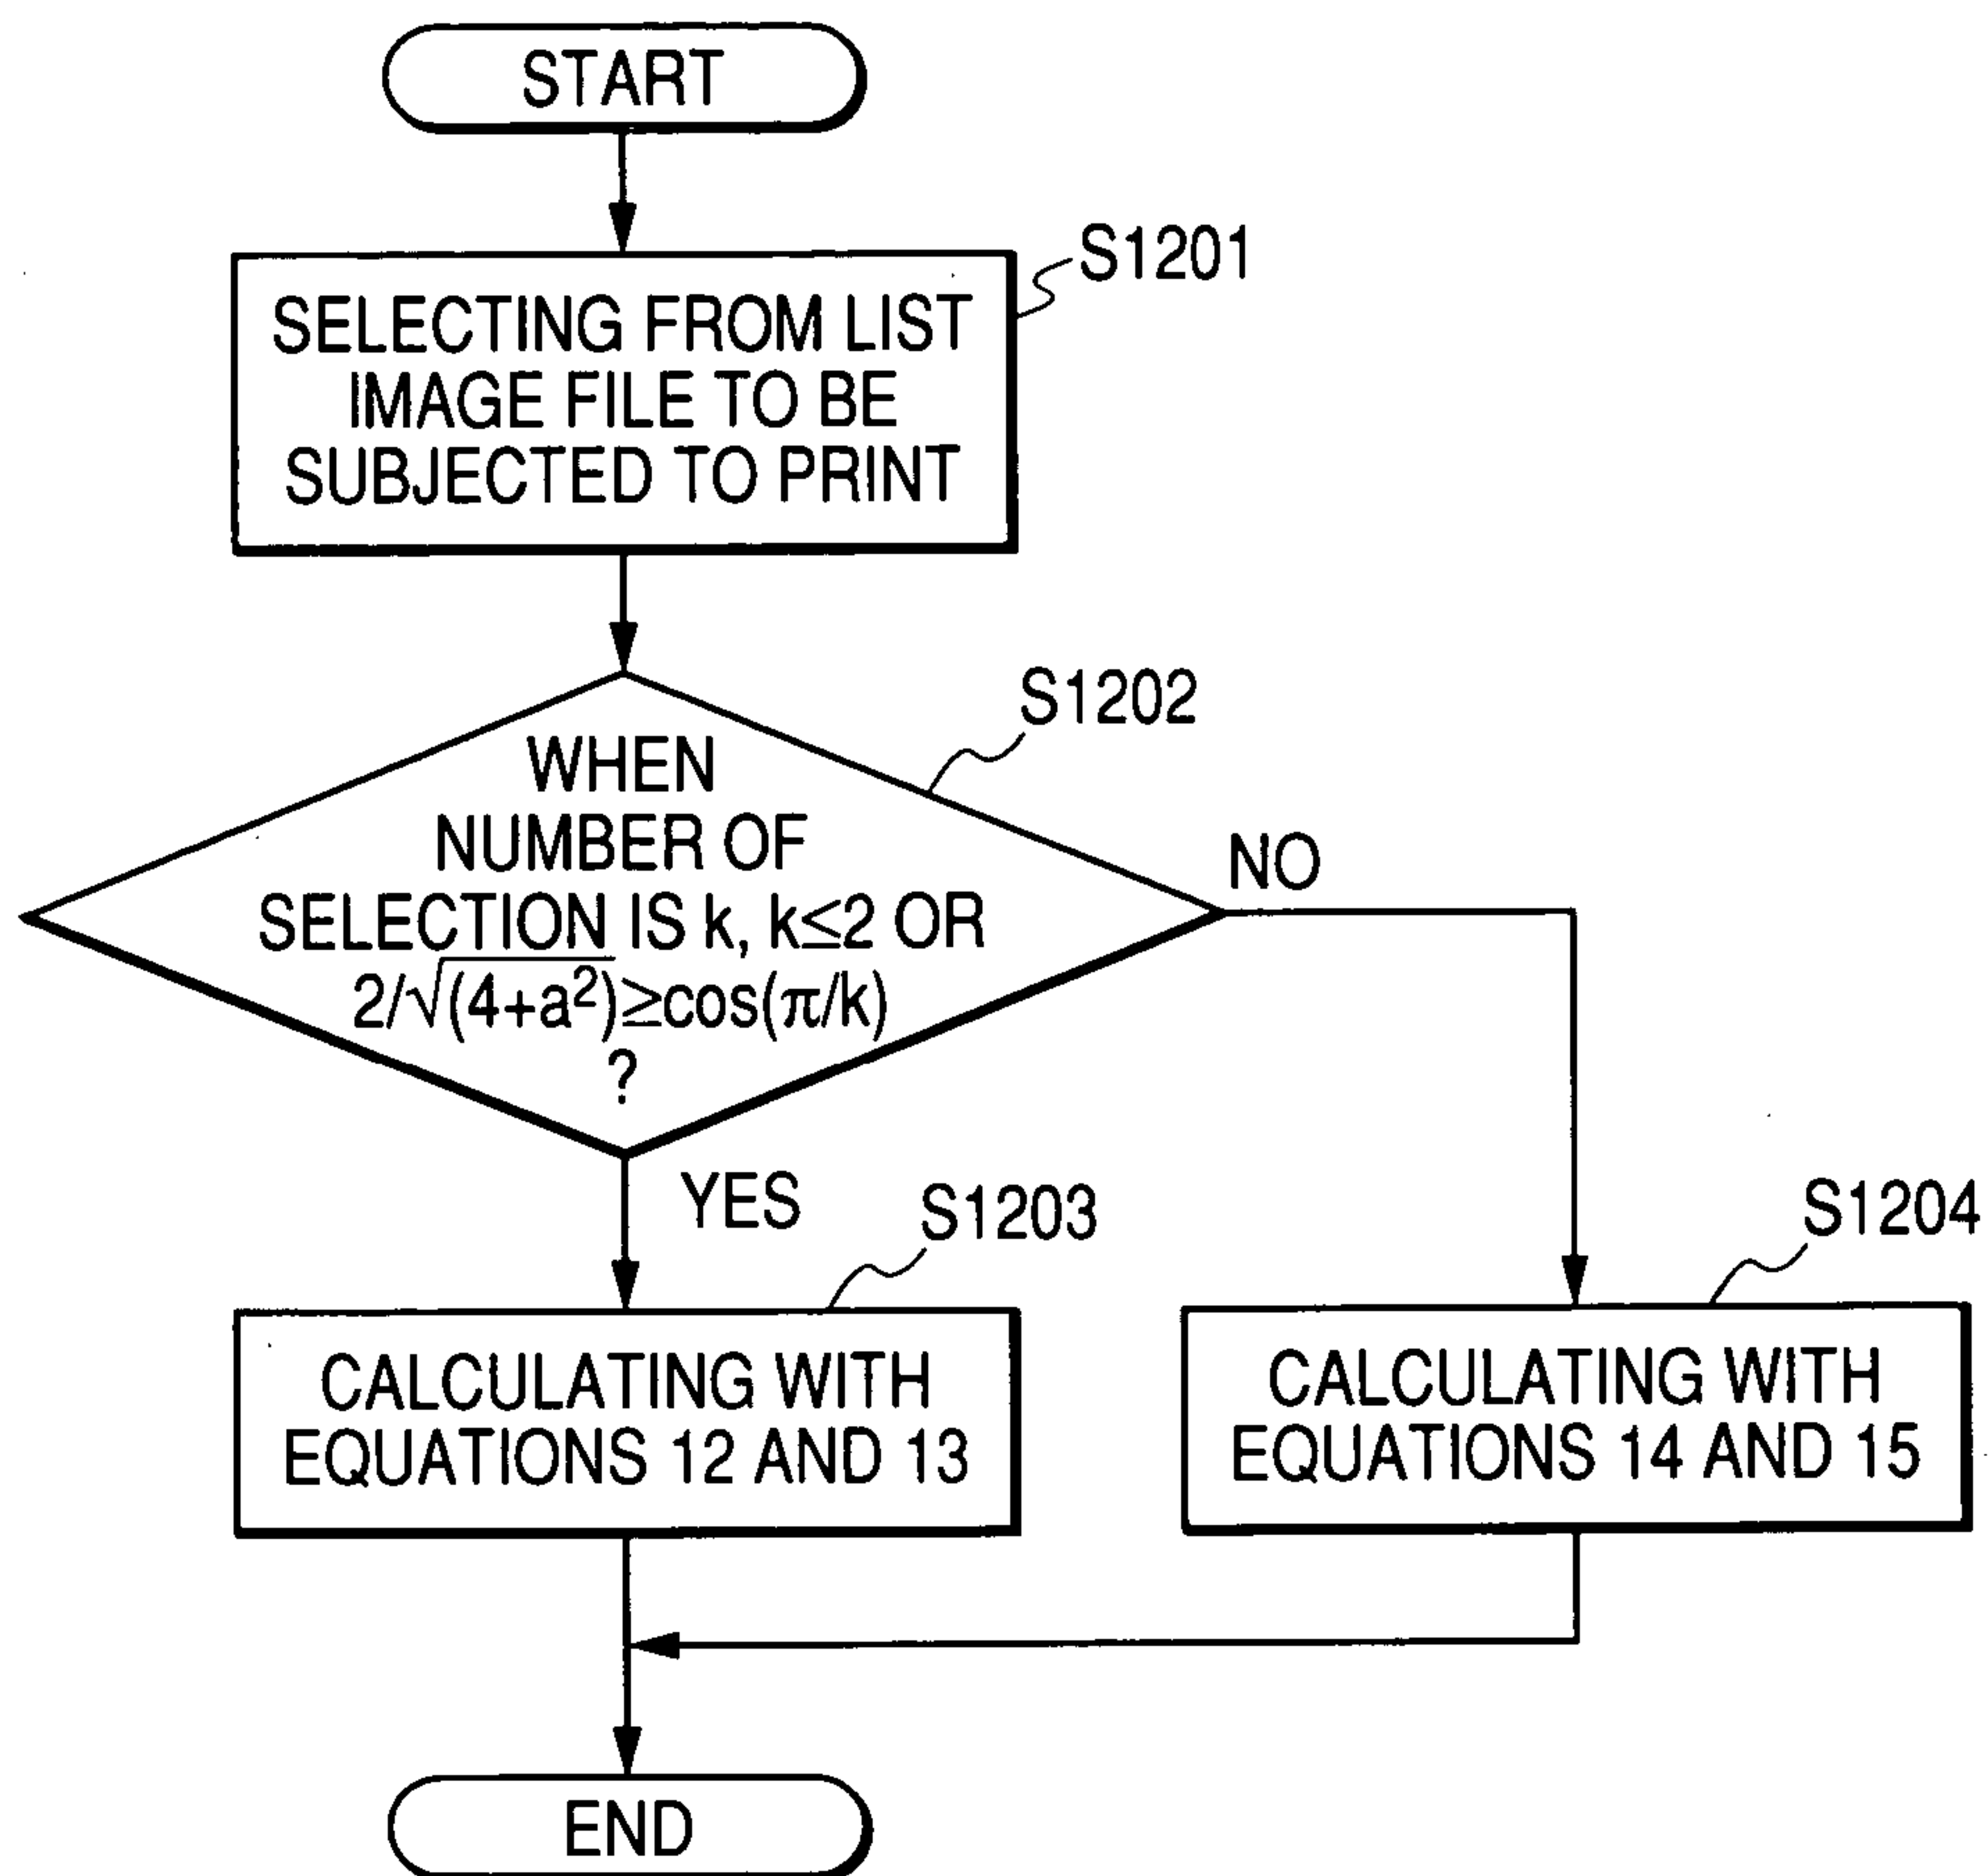 START
S1201
SELECTING FROM LIST
IMAGE FILE TO BE
SUBJECTED TO PRINT
S1202
WHEN
NUMBER OF
SELECTION IS k, k≤2 OR
2/√(4+a²)≥cos(π/k)
?
NO
YES
S1203
S1204
CALCULATING WITH
EQUATIONS 12 AND 13
CALCULATING WITH
EQUATIONS 14 AND 15
END